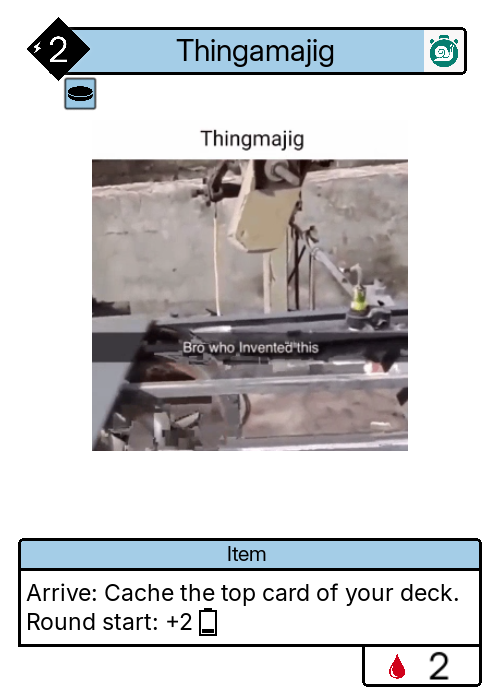 2
Thingamajig
Thingmajig
Bro who Invented this
Item
Arrive: Cache the top card of your deck.
Round start: +2
2